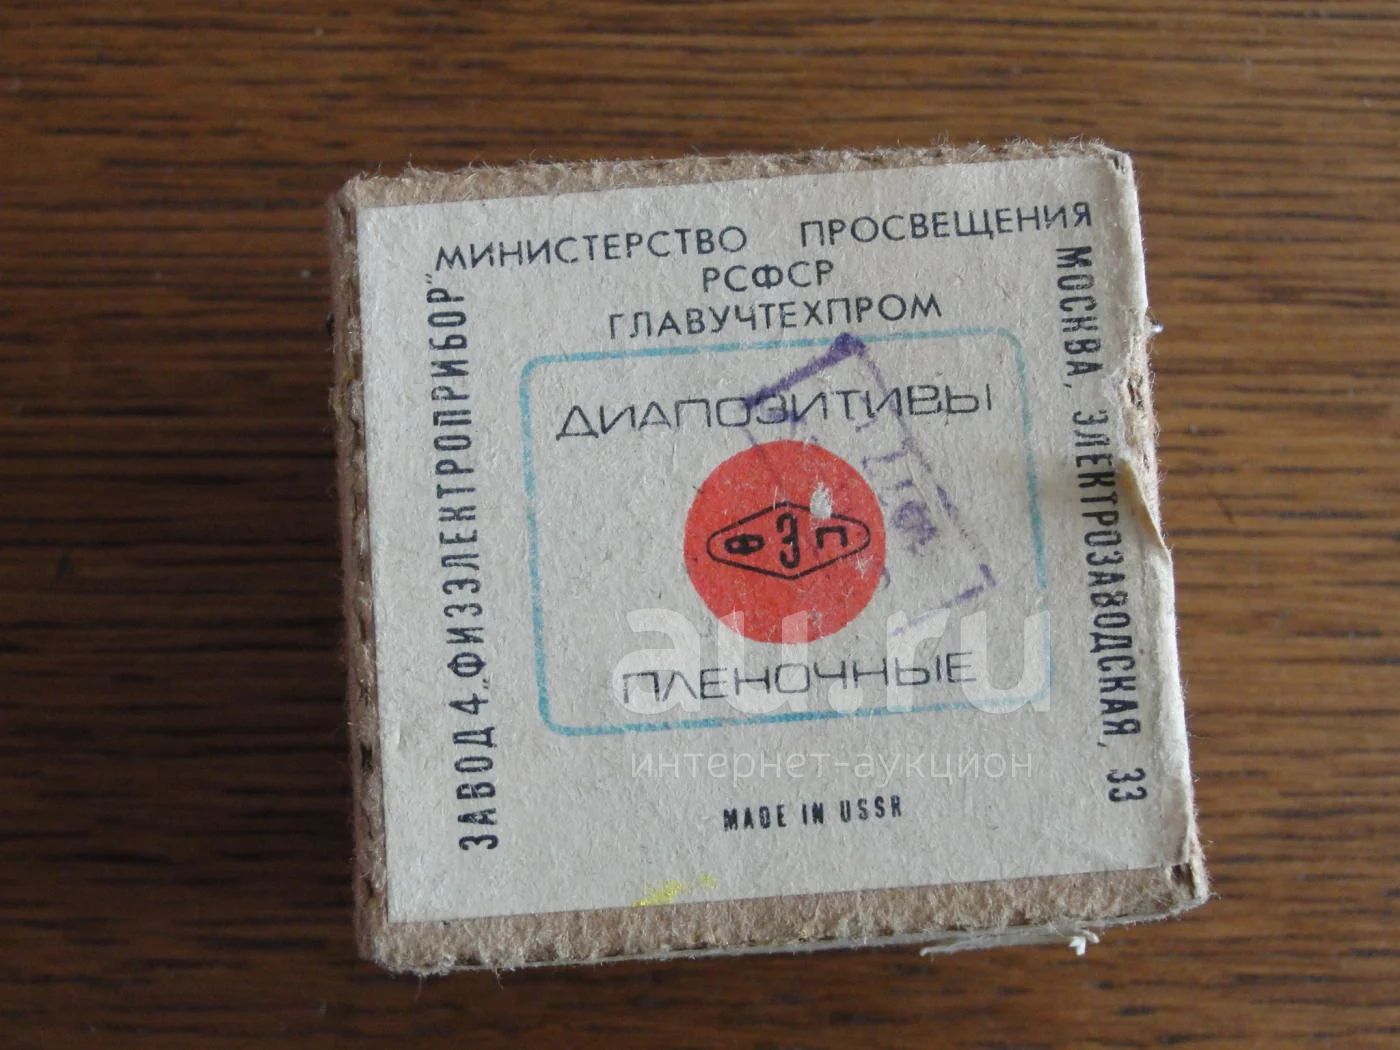 МИНИСТЕРСТВО ПРОСВЕЩЕНИЯ
РСФСР
ГЛАВУЧТЕХПРОМ
ЗАВОД 4 „ФИЗЭЛЕКТРОПРИБОР"
МОСКВА, ЭЛЕКТРОЗАВОДСКАЯ, 33
ДИАПОЗИТИВЫ
ФЭП
ПЛЕНОЧНЫЕ
MADE IN USSR
au.ru
интернет-аукцион